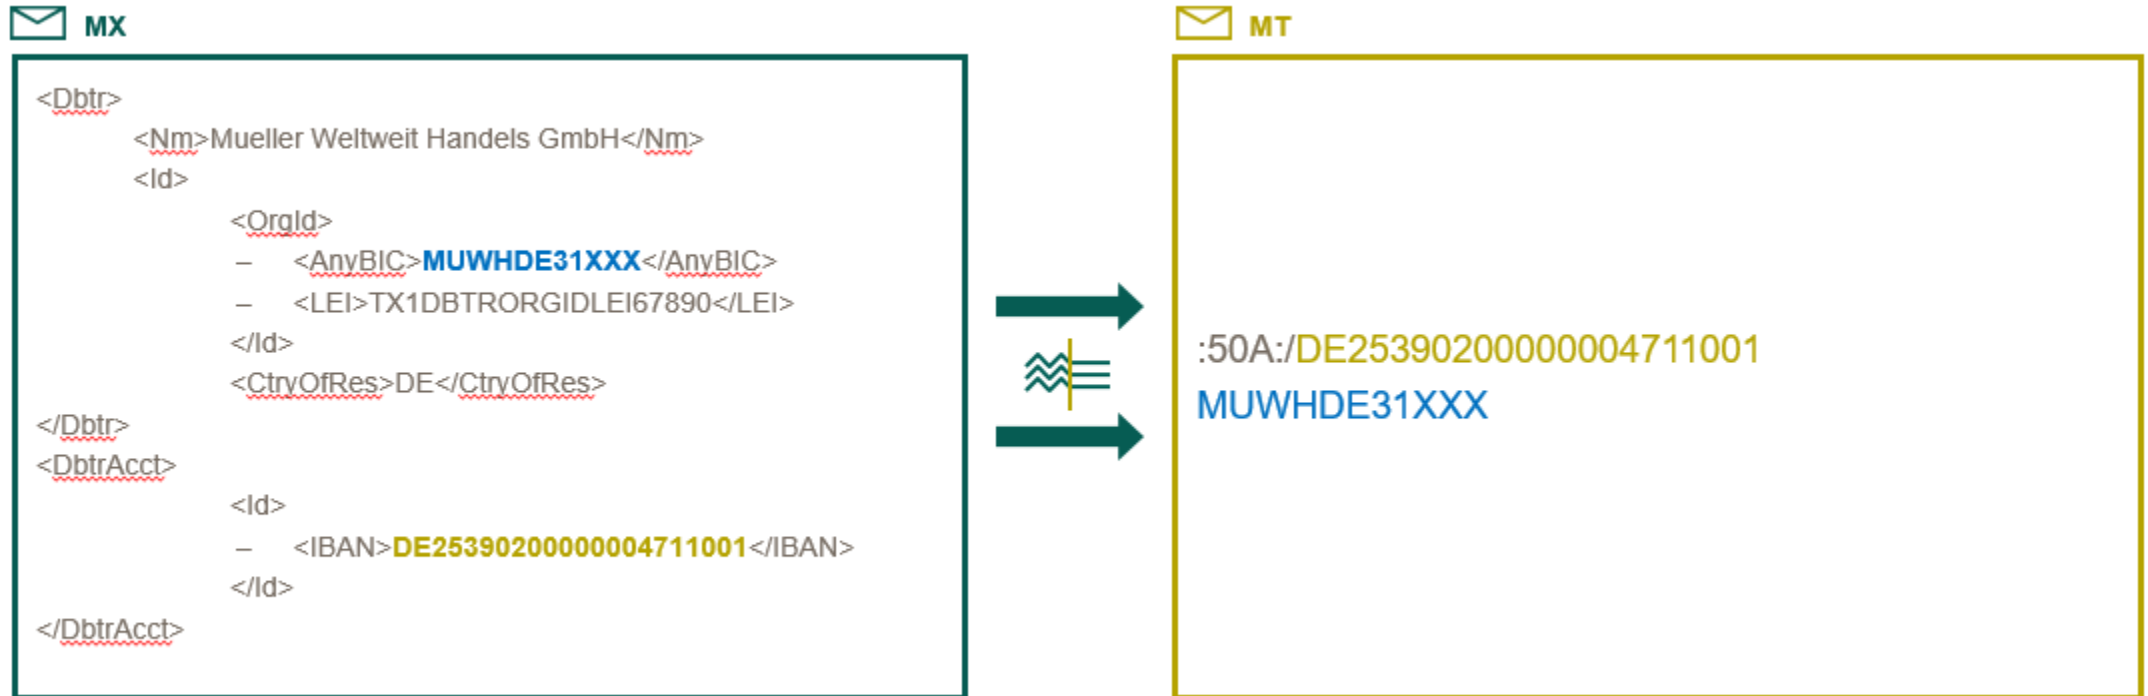 MX
<Dbtr>
<Nm>Mueller Weltweit Handels GmbH</Nm>
<Id>
<OrgId>
– <AnyBIC>MUWHDE31XXX</AnyBIC>
– <LEI>TX1DBTRORGIDLEI67890</LEI>
</Id>
<CtryOfRes>DE</CtryOfRes>
</Dbtr>
<DbtrAcct>
<Id>
– <IBAN>DE25390200000004711001</IBAN>
</Id>
</DbtrAcct>
MT
:50A:/DE25390200000004711001
MUWHDE31XXX